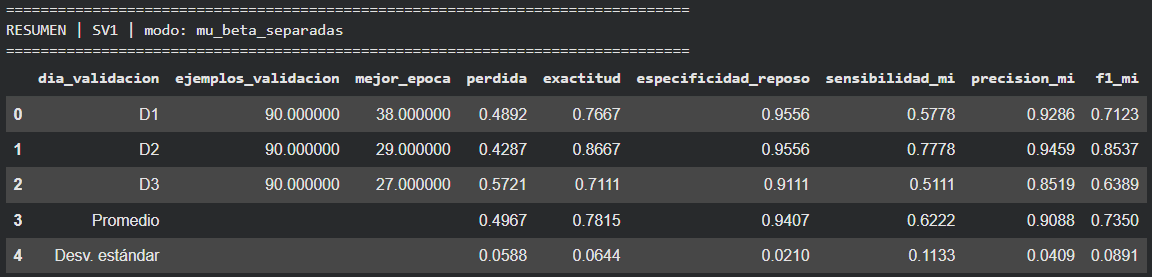 ================================================================================
RESUMEN | SV1 | modo: mu_beta_separadas
================================================================================
dia_validacion ejemplos_validacion mejor_epoca perdida exactitud especificidad_reposo sensibilidad_mi precision_mi f1_mi
0 D1 90.000000 38.000000 0.4892 0.7667 0.9556 0.5778 0.9286 0.7123
1 D2 90.000000 29.000000 0.4287 0.8667 0.9556 0.7778 0.9459 0.8537
2 D3 90.000000 27.000000 0.5721 0.7111 0.9111 0.5111 0.8519 0.6389
3 Promedio 0.4967 0.7815 0.9407 0.6222 0.9088 0.7350
4 Desv. estándar 0.0588 0.0644 0.0210 0.1133 0.0409 0.0891